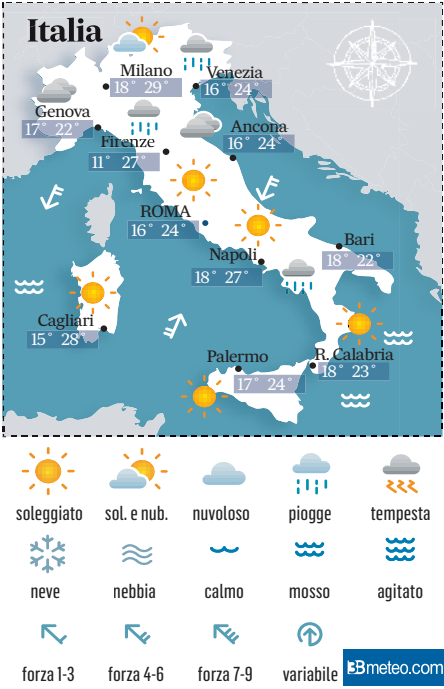 Italia
Milano
18° 29°
Venezia
16° 24°
Genova
17° 22°
Firenze
11° 27°
Ancona
16° 24°
ROMA
16° 24°
Bari
18° 22°
Napoli
18° 27°
Cagliari
15° 28°
Palermo
17° 24°
R. Calabria
18° 23°
soleggiato sol. e nub. nuvoloso piogge tempesta
neve nebbia calmo mosso agitato
forza 1-3 forza 4-6 forza 7-9 variabile
3Bmeteo.com